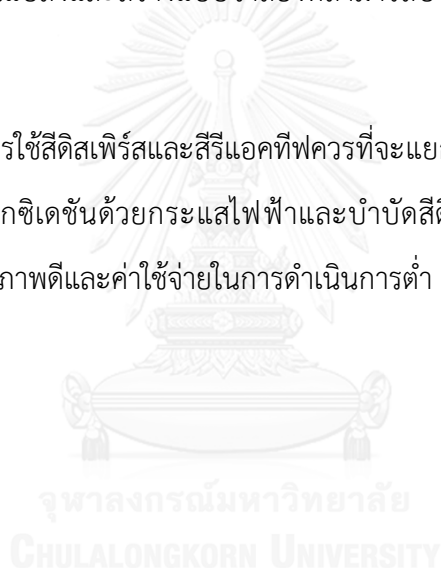 รใช้สีดิสเพิร์สและสีรีแอคทีฟควรที่จะแย
กซิเดชันด้วยกระแสไฟฟ้าและบำบัดสีดิ
ภาพดีและค่าใช้จ่ายในการดำเนินการต่ำ
จุฬาลงกรณ์มหาวิทยาลัย
CHULALONGKORN UNIVERSITY